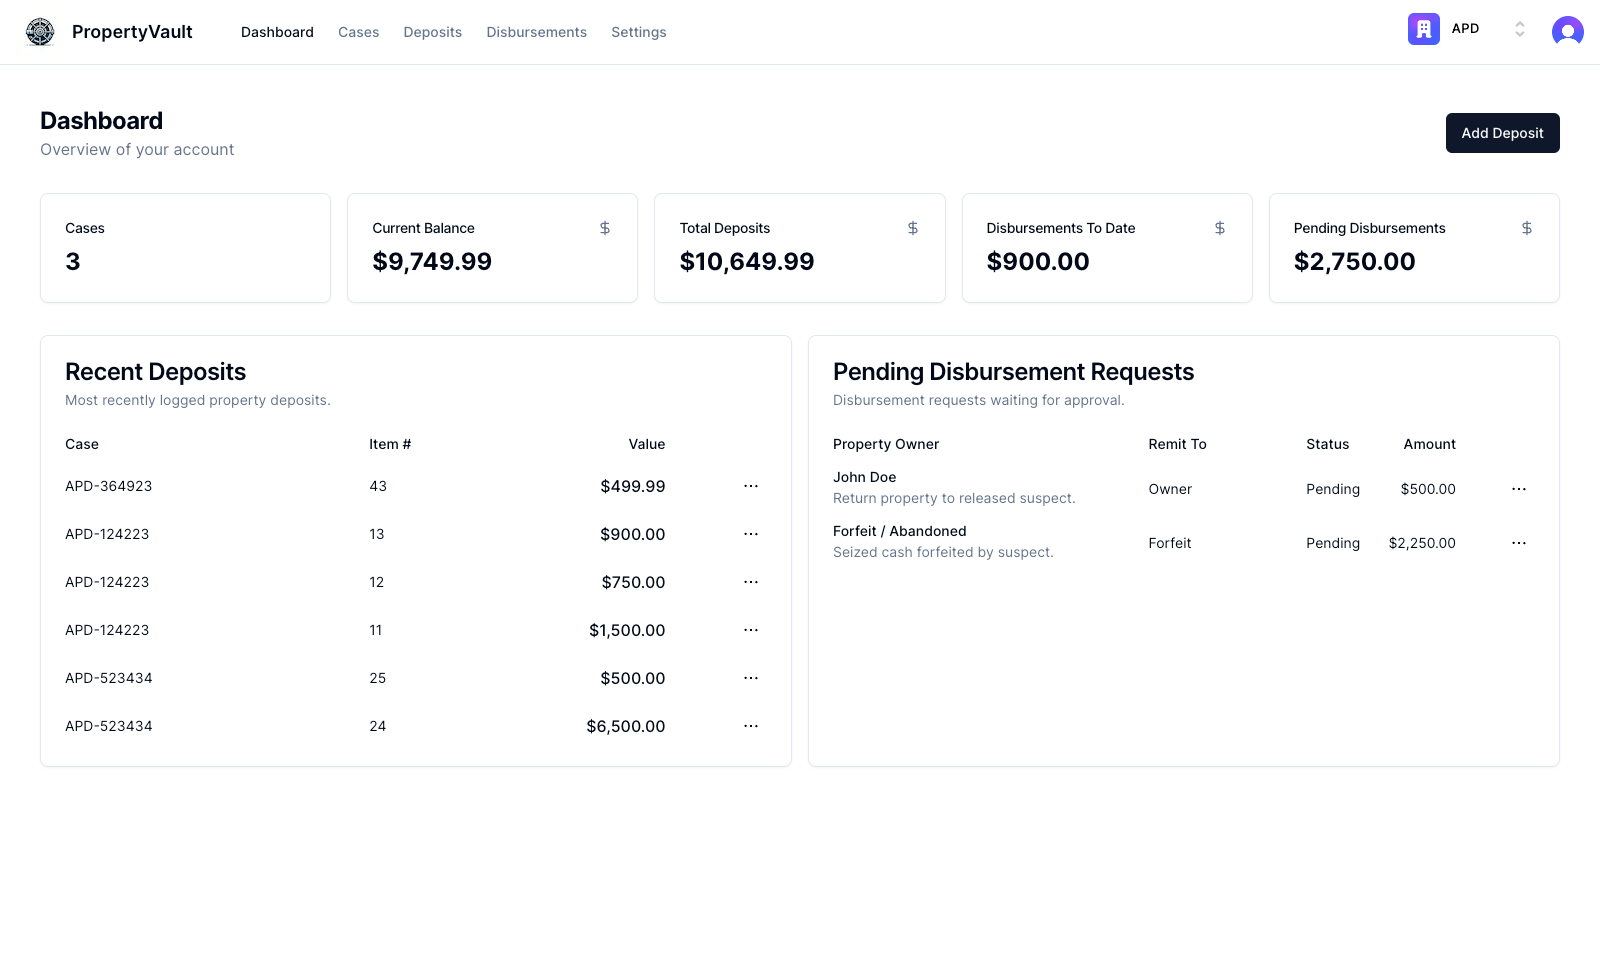 PropertyVault Dashboard Cases Deposits Disbursements Settings APD
Dashboard
Overview of your account
Add Deposit
Cases
3
Current Balance $
$9,749.99
Total Deposits $
$10,649.99
Disbursements To Date $
$900.00
Pending Disbursements $
$2,750.00
Recent Deposits
Most recently logged property deposits.
Case Item # Value
APD-364923 43 $499.99 ...
APD-124223 13 $900.00 ...
APD-124223 12 $750.00 ...
APD-124223 11 $1,500.00 ...
APD-523434 25 $500.00 ...
APD-523434 24 $6,500.00 ...
Pending Disbursement Requests
Disbursement requests waiting for approval.
Property Owner Remit To Status Amount
John Doe
Return property to released suspect.
Owner Pending $500.00 ...
Forfeit / Abandoned
Seized cash forfeited by suspect.
Forfeit Pending $2,250.00 ...